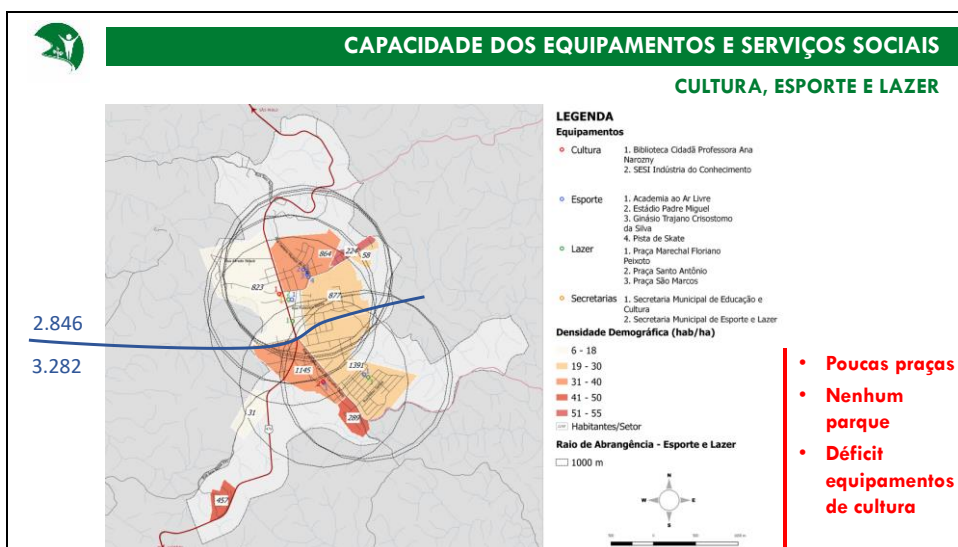 CAPACIDADE DOS EQUIPAMENTOS E SERVIÇOS SOCIAIS
CULTURA, ESPORTE E LAZER
LEGENDA
Equipamentos
Cultura
1. Biblioteca Cidadã Professora Ana
Narozny
2. SESI Indústria do Conhecimento
Esporte
1. Academia ao Ar Livre
2. Estádio Padre Miguel
3. Ginásio Trajano Crisostomo
da Silva
4. Pista de Skate
Lazer
1. Praça Marechal Floriano
Peixoto
2. Praça Santo Antônio
3. Praça São Marcos
Secretarias
1. Secretaria Municipal de Educação e
Cultura
2. Secretaria Municipal de Esporte e Lazer
Densidade Demográfica (hab/ha)
6 - 18
19 - 30
31 - 40
41 - 50
51 - 55
Habitantes/Setor
Raio de Abrangência - Esporte e Lazer
1000 m
N
W
E
S
864
224
58
823
877
2.846
3.282
1145
1391
31
289
457
• Poucas praças
• Nenhum
parque
• Déficit
equipamentos
de cultura